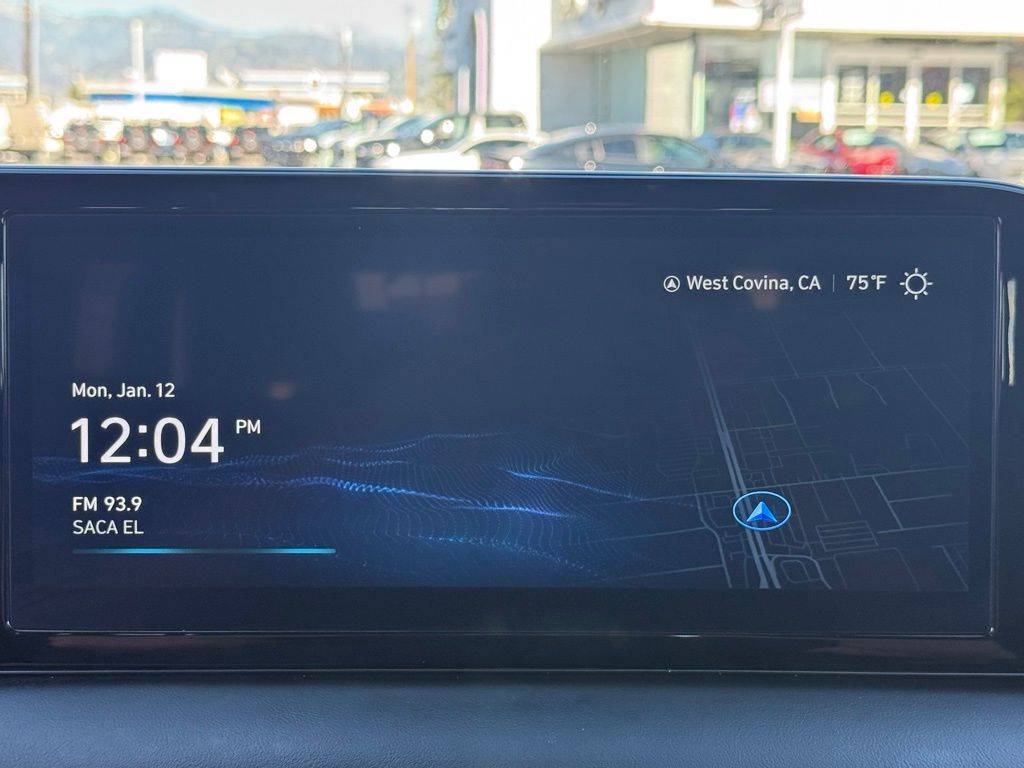 West Covina, CA | 75°F
Mon, Jan. 12
12:04 PM
FM 93.9
SACA EL